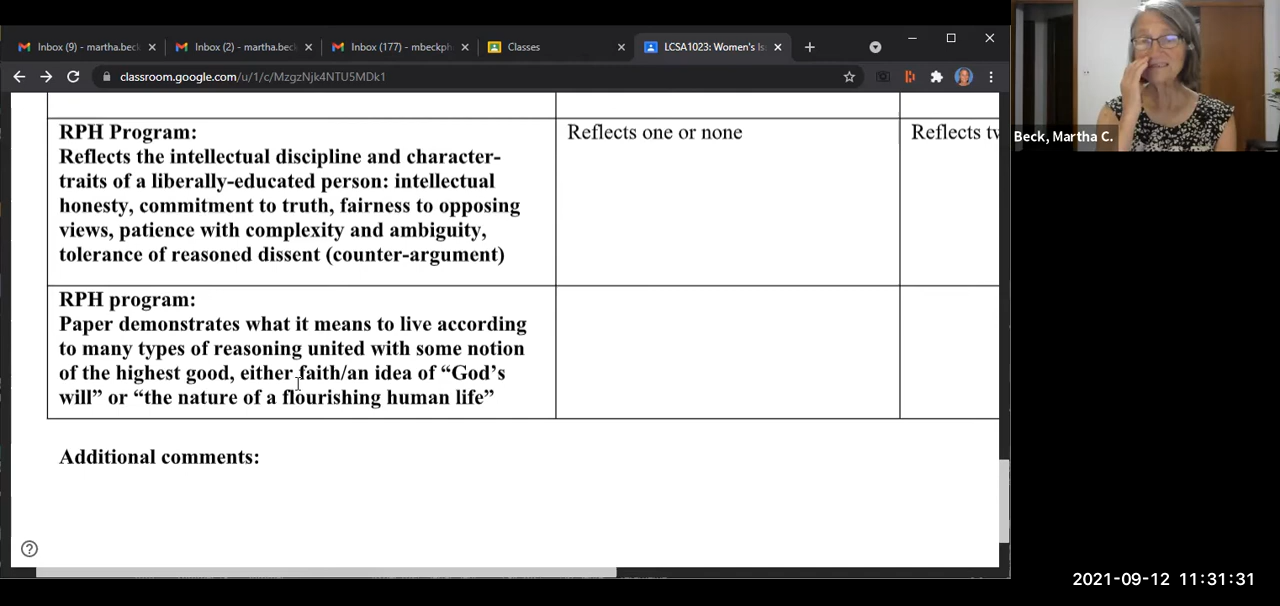 Inbox (9) - martha.bec
Inbox (2) - martha.bec
Inbox (177) - mbeckph
Classes
LCSA1023: Women's Is
classroom.google.com/u/1/c/MzgzNjk4NTU5MDk1
RPH Program:
Reflects the intellectual discipline and character-
traits of a liberally-educated person: intellectual
honesty, commitment to truth, fairness to opposing
views, patience with complexity and ambiguity,
tolerance of reasoned dissent (counter-argument)
Reflects one or none
Reflects tw
RPH program:
Paper demonstrates what it means to live according
to many types of reasoning united with some notion
of the highest good, either faith/an idea of “God’s
will” or “the nature of a flourishing human life”
Additional comments:
Beck, Martha C.
2021-09-12 11:31:31